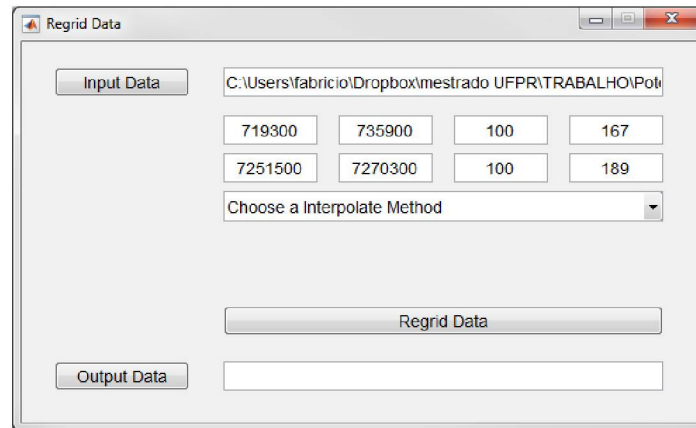 Regrid Data
Input Data C:\Users\fabricio\Dropbox\mestrado UFPR\TRABALHO\Pot
719300 735900 100 167
7251500 7270300 100 189
Choose a Interpolate Method
Regrid Data
Output Data